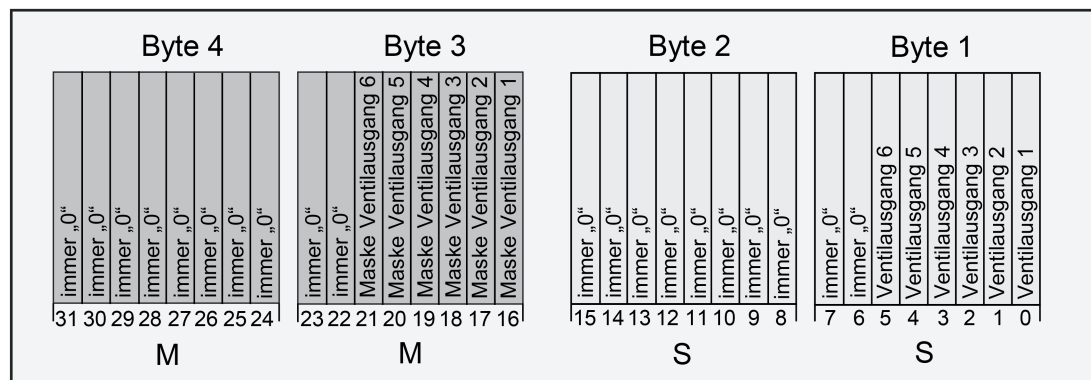 Byte 4 Byte 3 Byte 2 Byte 1
immer „0“
immer „0“
immer „0“
immer „0“
immer „0“
immer „0“
immer „0“
immer „0“
immer „0“
immer „0“
Maske Ventilausgang 6
Maske Ventilausgang 5
Maske Ventilausgang 4
Maske Ventilausgang 3
Maske Ventilausgang 2
Maske Ventilausgang 1
immer „0“
immer „0“
immer „0“
immer „0“
immer „0“
immer „0“
immer „0“
immer „0“
immer „0“
immer „0“
Ventilausgang 6
Ventilausgang 5
Ventilausgang 4
Ventilausgang 3
Ventilausgang 2
Ventilausgang 1
31 30 29 28 27 26 25 24 23 22 21 20 19 18 17 16 15 14 13 12 11 10 9 8 7 6 5 4 3 2 1 0
M M S S